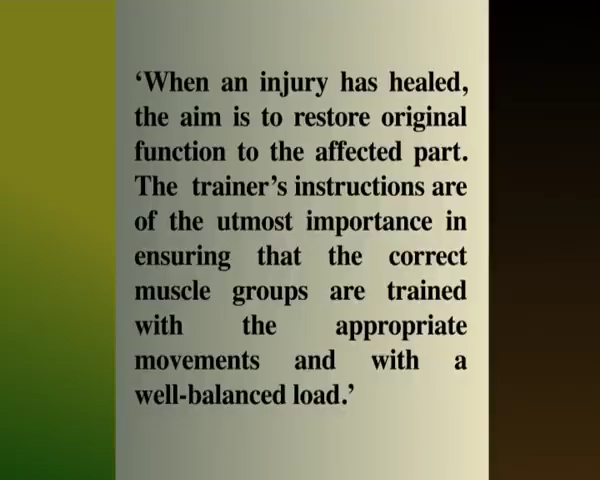 ‘When an injury has healed,
the aim is to restore original
function to the affected part.
The trainer’s instructions are
of the utmost importance in
ensuring that the correct
muscle groups are trained
with the appropriate
movements and with a
well-balanced load.’